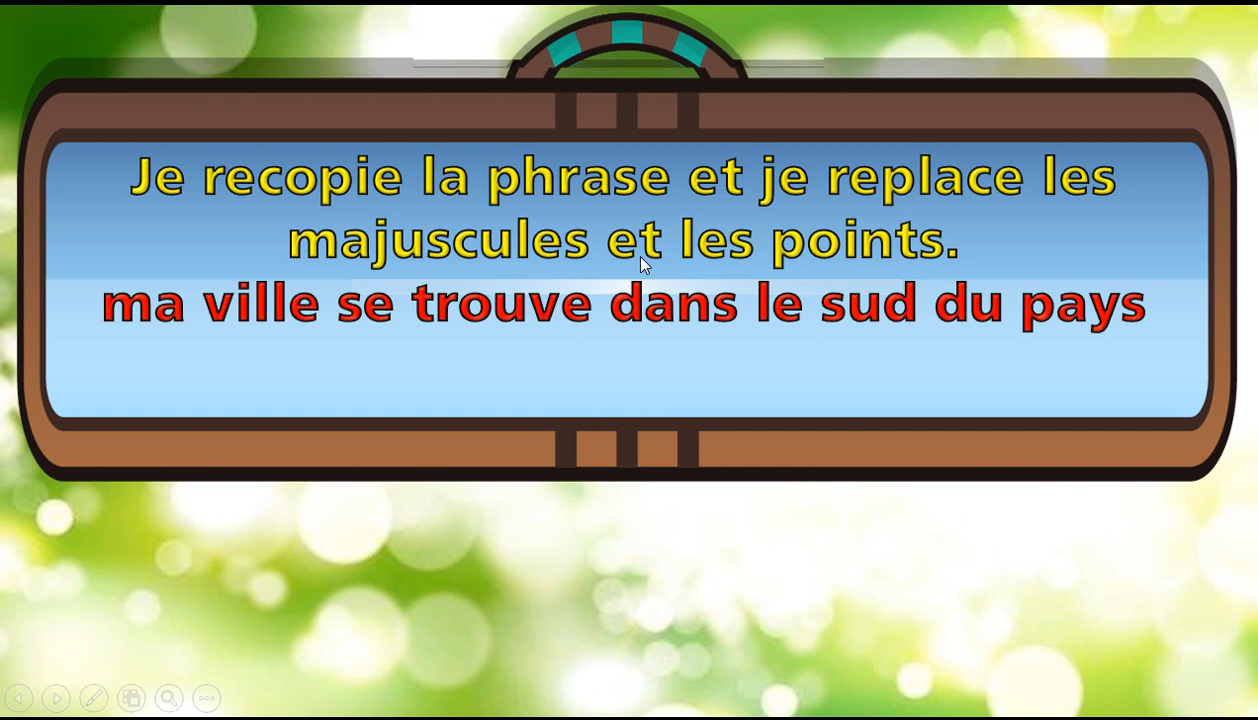 Je recopie la phrase et je replace les
majuscules et les points.
ma ville se trouve dans le sud du pays